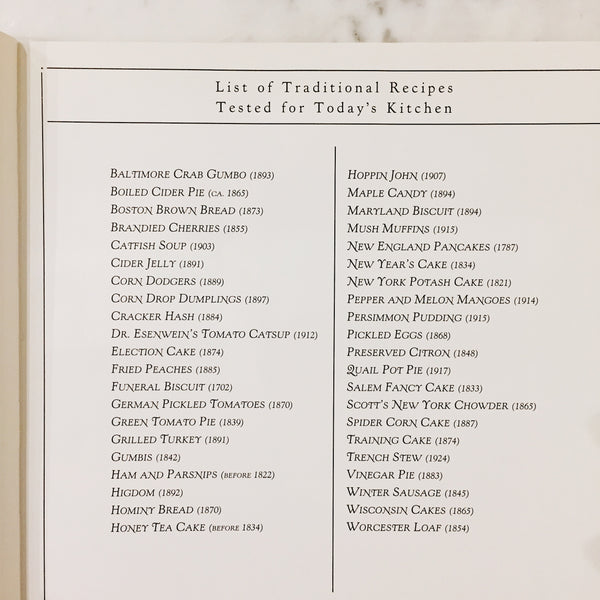 List of Traditional Recipes
Tested for Today's Kitchen
Baltimore Crab Gumbo (1893)
Boiled Cider Pie (ca. 1865)
Boston Brown Bread (1873)
Brandied Cherries (1855)
Catfish Soup (1903)
Cider Jelly (1891)
Corn Dodgers (1889)
Corn Drop Dumplings (1897)
Cracker Hash (1884)
Dr. Esenwein's Tomato Catsup (1912)
Election Cake (1874)
Fried Peaches (1885)
Funeral Biscuit (1702)
German Pickled Tomatoes (1870)
Green Tomato Pie (1839)
Grilled Turkey (1891)
Gumbis (1842)
Ham and Parsnips (before 1822)
Higdom (1892)
Hominy Bread (1870)
Honey Tea Cake (before 1834)
Hoppin John (1907)
Maple Candy (1894)
Maryland Biscuit (1894)
Mush Muffins (1915)
New England Pancakes (1787)
New Year's Cake (1834)
New York Potash Cake (1821)
Pepper and Melon Mangoes (1914)
Persimmon Pudding (1915)
Pickled Eggs (1868)
Preserved Citron (1848)
Quail Pot Pie (1917)
Salem Fancy Cake (1833)
Scott's New York Chowder (1865)
Spider Corn Cake (1887)
Training Cake (1874)
Trench Stew (1924)
Vinegar Pie (1883)
Winter Sausage (1845)
Wisconsin Cakes (1865)
Worcester Loaf (1854)